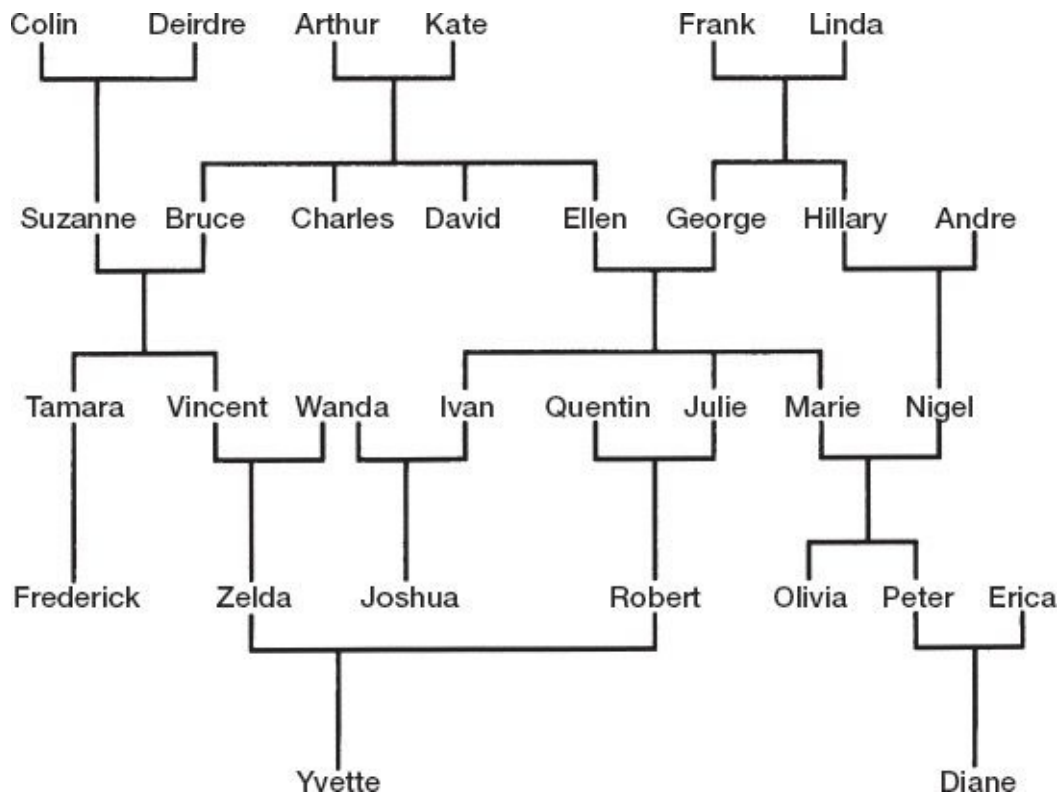 Colin Deirdre Arthur Kate Frank Linda
Suzanne Bruce Charles David Ellen George Hillary Andre
Tamara Vincent Wanda Ivan Quentin Julie Marie Nigel
Frederick Zelda Joshua Robert Olivia Peter Erica
Yvette Diane